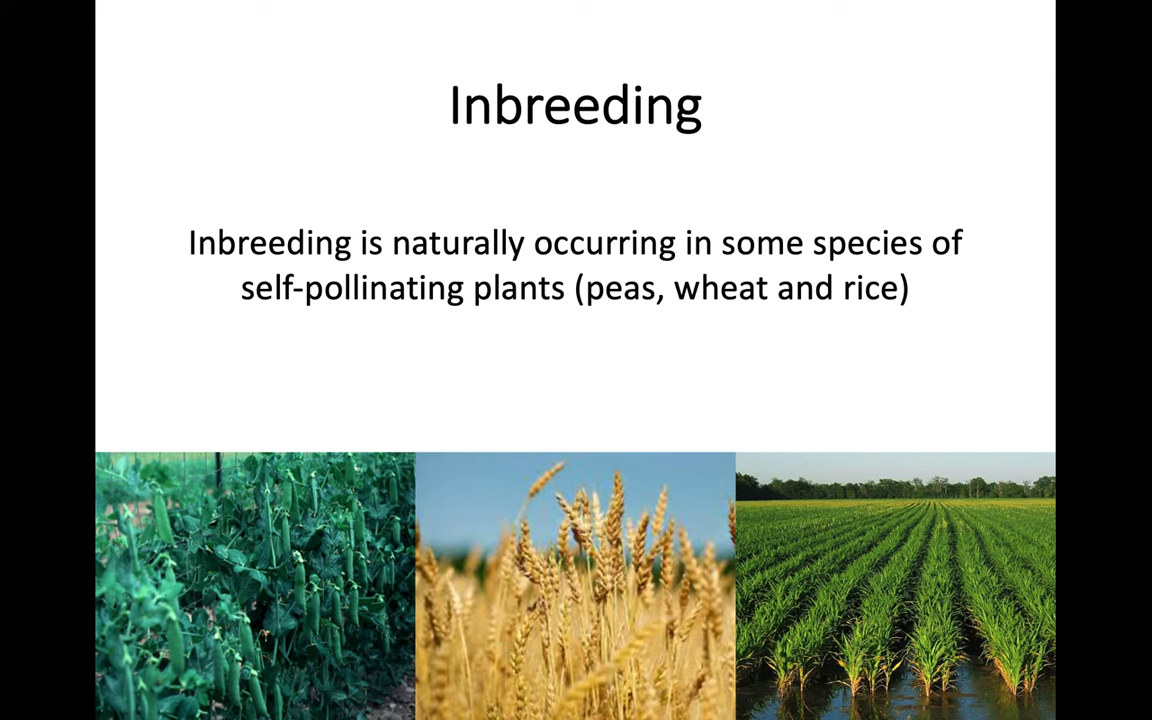 Inbreeding
Inbreeding is naturally occurring in some species of
self-pollinating plants (peas, wheat and rice)